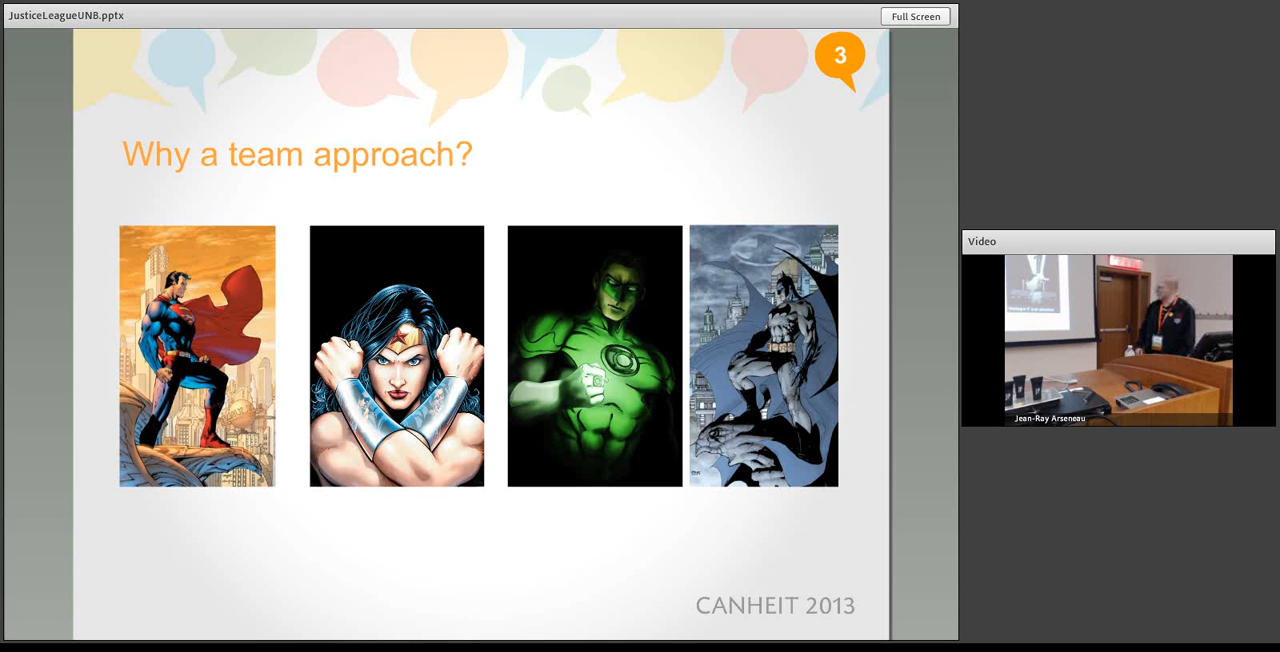 JusticeLeagueUNB.pptx
Full Screen
3
Why a team approach?
CANHEIT 2013
Video
Jean-Ray Arseneau